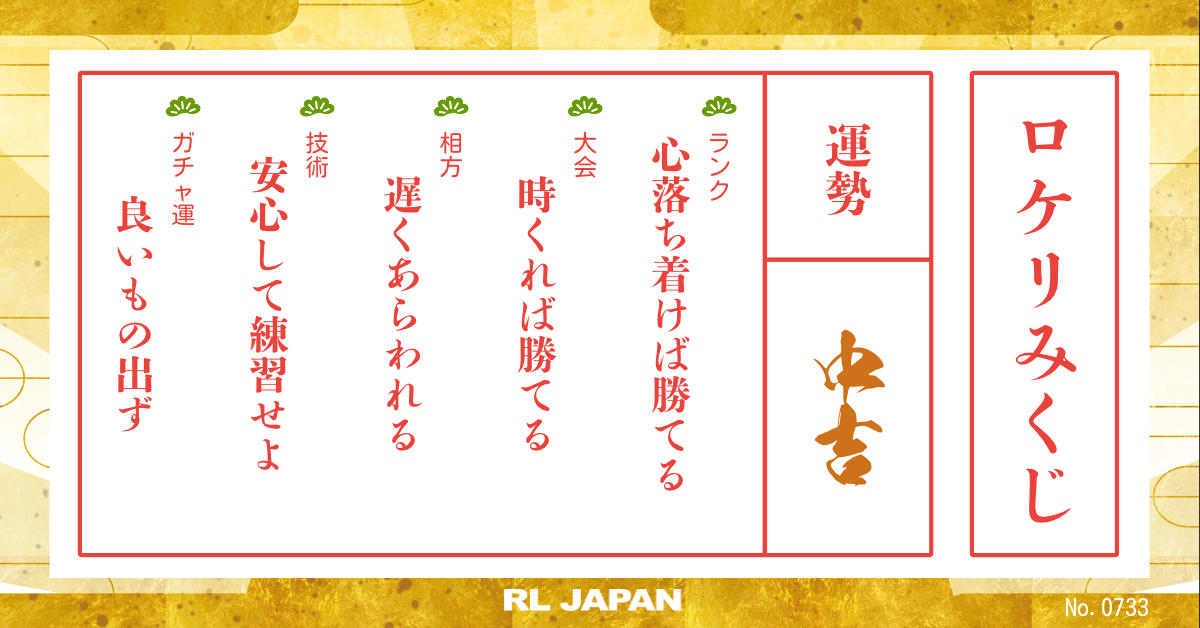 ロケリみくじ
運勢
中吉
ランク
心落ち着けば勝てる
大会
時くれば勝てる
相方
遅くあらわれる
技術
安心して練習せよ
ガチャ運
良いもの出ず
RL JAPAN
No. 0733